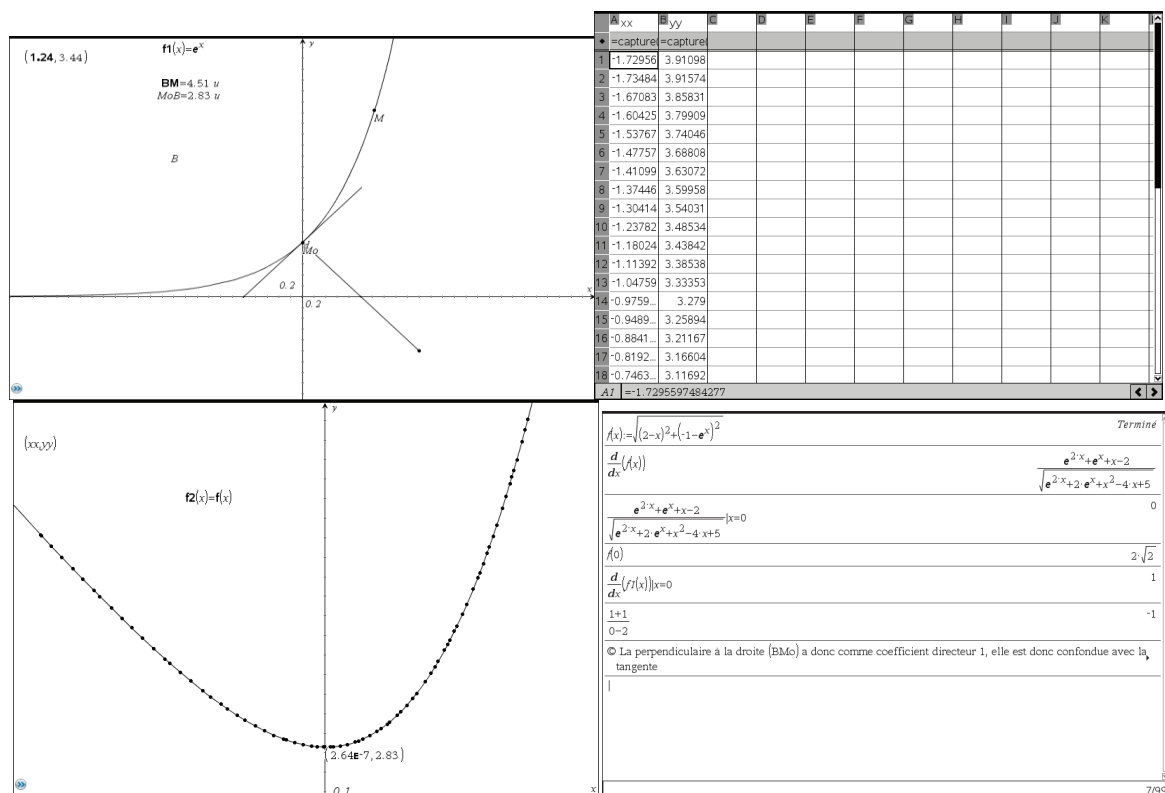 (1.24, 3.44)
f1(x)=eˣ
y
BM=4.51 u
MoB=2.83 u
M
B
Mo
0.2
0.2
x
A xx B yy C D E F G H I J K
◆ =capture( =capture(
1 -1.72956 3.91098
2 -1.73484 3.91574
3 -1.67083 3.85831
4 -1.60425 3.79909
5 -1.53767 3.74046
6 -1.47757 3.68808
7 -1.41099 3.63072
8 -1.37446 3.59958
9 -1.30414 3.54031
10 -1.23782 3.48534
11 -1.18024 3.43842
12 -1.11392 3.38538
13 -1.04759 3.33353
14 -0.9759... 3.279
15 -0.9489... 3.25894
16 -0.8841... 3.21167
17 -0.8192... 3.16604
18 -0.7463... 3.11692
A1 =-1.7295597484277
y
(xx,yy)
f2(x)=f(x)
(2.64E-7, 2.83)
0.1
x
f(x):=√((2-x)²+(-1-eˣ)²) Terminé
d/dx(f(x)) (e^(2·x)+eˣ+x-2)/√(e^(2·x)+2·eˣ+x²-4·x+5)
(e^(2·x)+eˣ+x-2)/√(e^(2·x)+2·eˣ+x²-4·x+5)|x=0 0
f(0) 2·√2
d/dx(f1(x))|x=0 1
(1+1)/(0-2) -1
© La perpendiculaire à la droite (BMo) a donc comme coefficient directeur 1, elle est donc confondue avec la
tangente
7/99